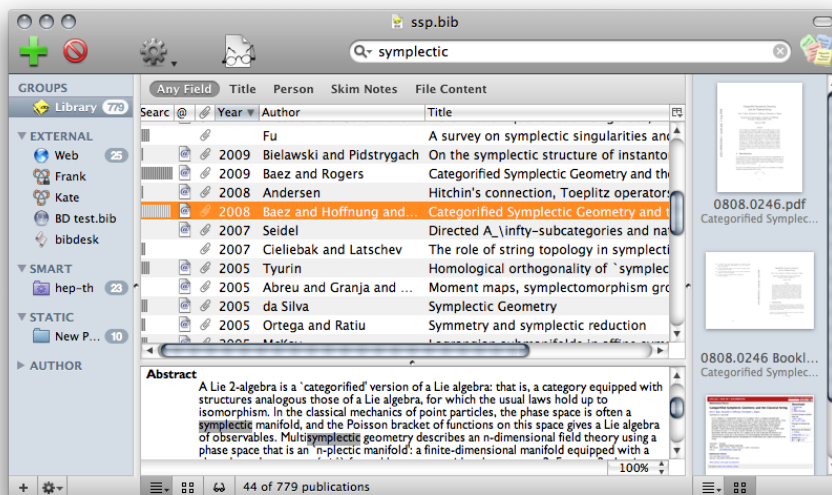 ssp.bib
symplectic
GROUPS
Library 779
EXTERNAL
Web 25
Frank
Kate
BD test.bib
bibdesk
SMART
hep-th 23
STATIC
New P... 10
AUTHOR
Any Field Title Person Skim Notes File Content
Searc @ Year Author Title
Fu A survey on symplectic singularities and
2009 Bielawski and Pidstrygach On the symplectic structure of instanto
2009 Baez and Rogers Categorified Symplectic Geometry and the
2008 Andersen Hitchin's connection, Toeplitz operators
2008 Baez and Hoffnung and... Categorified Symplectic Geometry and t
2007 Seidel Directed A_\infty-subcategories and na
2007 Cieliebak and Latschev The role of string topology in symplecti
2005 Tyurin Homological orthogonality of `symplec
2005 Abreu and Granja and ... Moment maps, symplectomorphism gro
2005 da Silva Symplectic Geometry
2005 Ortega and Ratiu Symmetry and symplectic reduction
Abstract
A Lie 2-algebra is a `categorified' version of a Lie algebra: that is, a category equipped with
structures analogous those of a Lie algebra, for which the usual laws hold up to
isomorphism. In the classical mechanics of point particles, the phase space is often a
symplectic manifold, and the Poisson bracket of functions on this space gives a Lie algebra
of observables. Multisymplectic geometry describes an n-dimensional field theory using a
phase space that is an `n-plectic manifold': a finite-dimensional manifold equipped with a
100%
44 of 779 publications
0808.0246.pdf
Categorified Symplec...
0808.0246 Bookl...
Categorified Symplec...